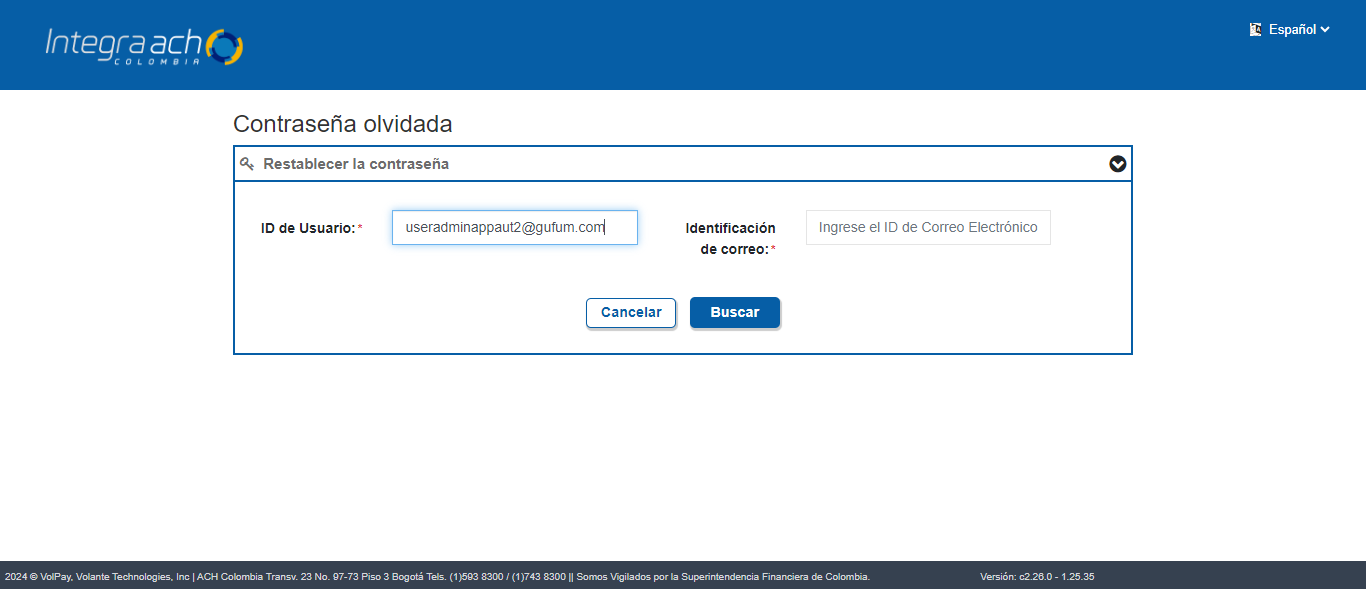 Integra ach
COLOMBIA
Español
Contraseña olvidada
Restablecer la contraseña
ID de Usuario:*
useradminappaut2@gufum.com
Identificación
de correo:*
Ingrese el ID de Correo Electrónico
Cancelar
Buscar
2024 © VolPay, Volante Technologies, Inc | ACH Colombia Transv. 23 No. 97-73 Piso 3 Bogotá Tels. (1)593 8300 / (1)743 8300 || Somos Vigilados por la Superintendencia Financiera de Colombia.
Versión: c2.26.0 - 1.25.35